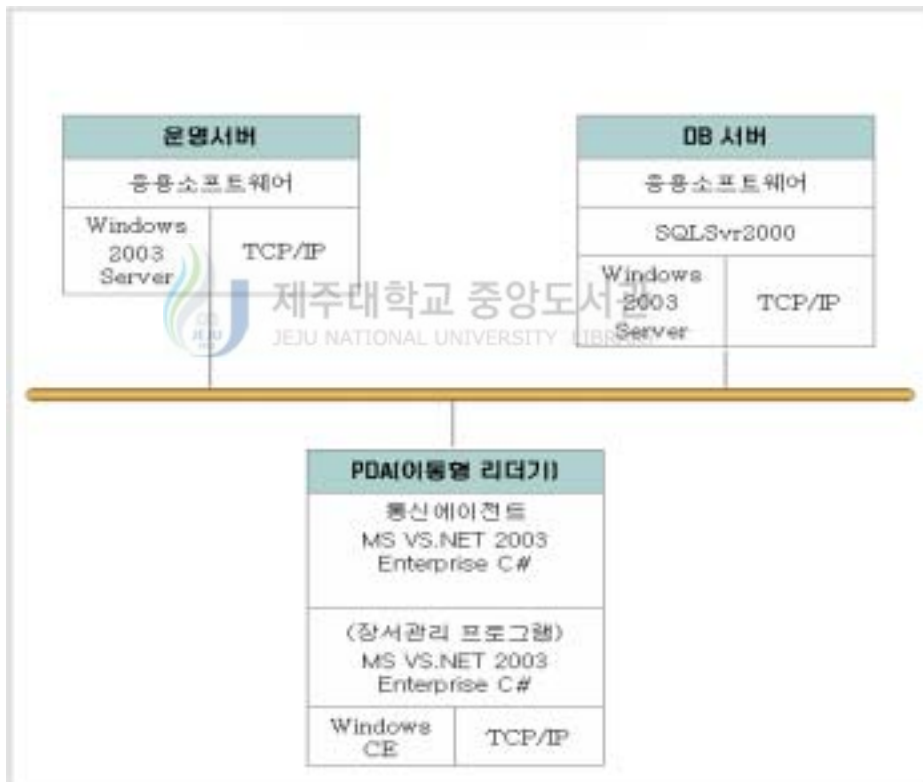 운영서버
응용소프트웨어
Windows
2003
Server
TCP/IP
DB 서버
응용소프트웨어
SQLSvr2000
Windows
2003
Server
TCP/IP
제주대학교 중앙도서관
JEJU NATIONAL UNIVERSITY LIBRARY
JEJU
PDA(이동형 리더기)
통신에이전트
MS VS.NET 2003
Enterprise C#
(장서관리 프로그램)
MS VS.NET 2003
Enterprise C#
Windows
CE
TCP/IP